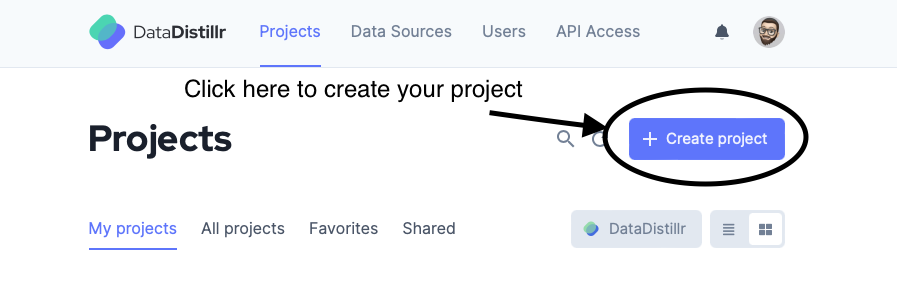 DataDistillr Projects Data Sources Users API Access
Click here to create your project
Projects
+ Create project
My projects All projects Favorites Shared DataDistillr